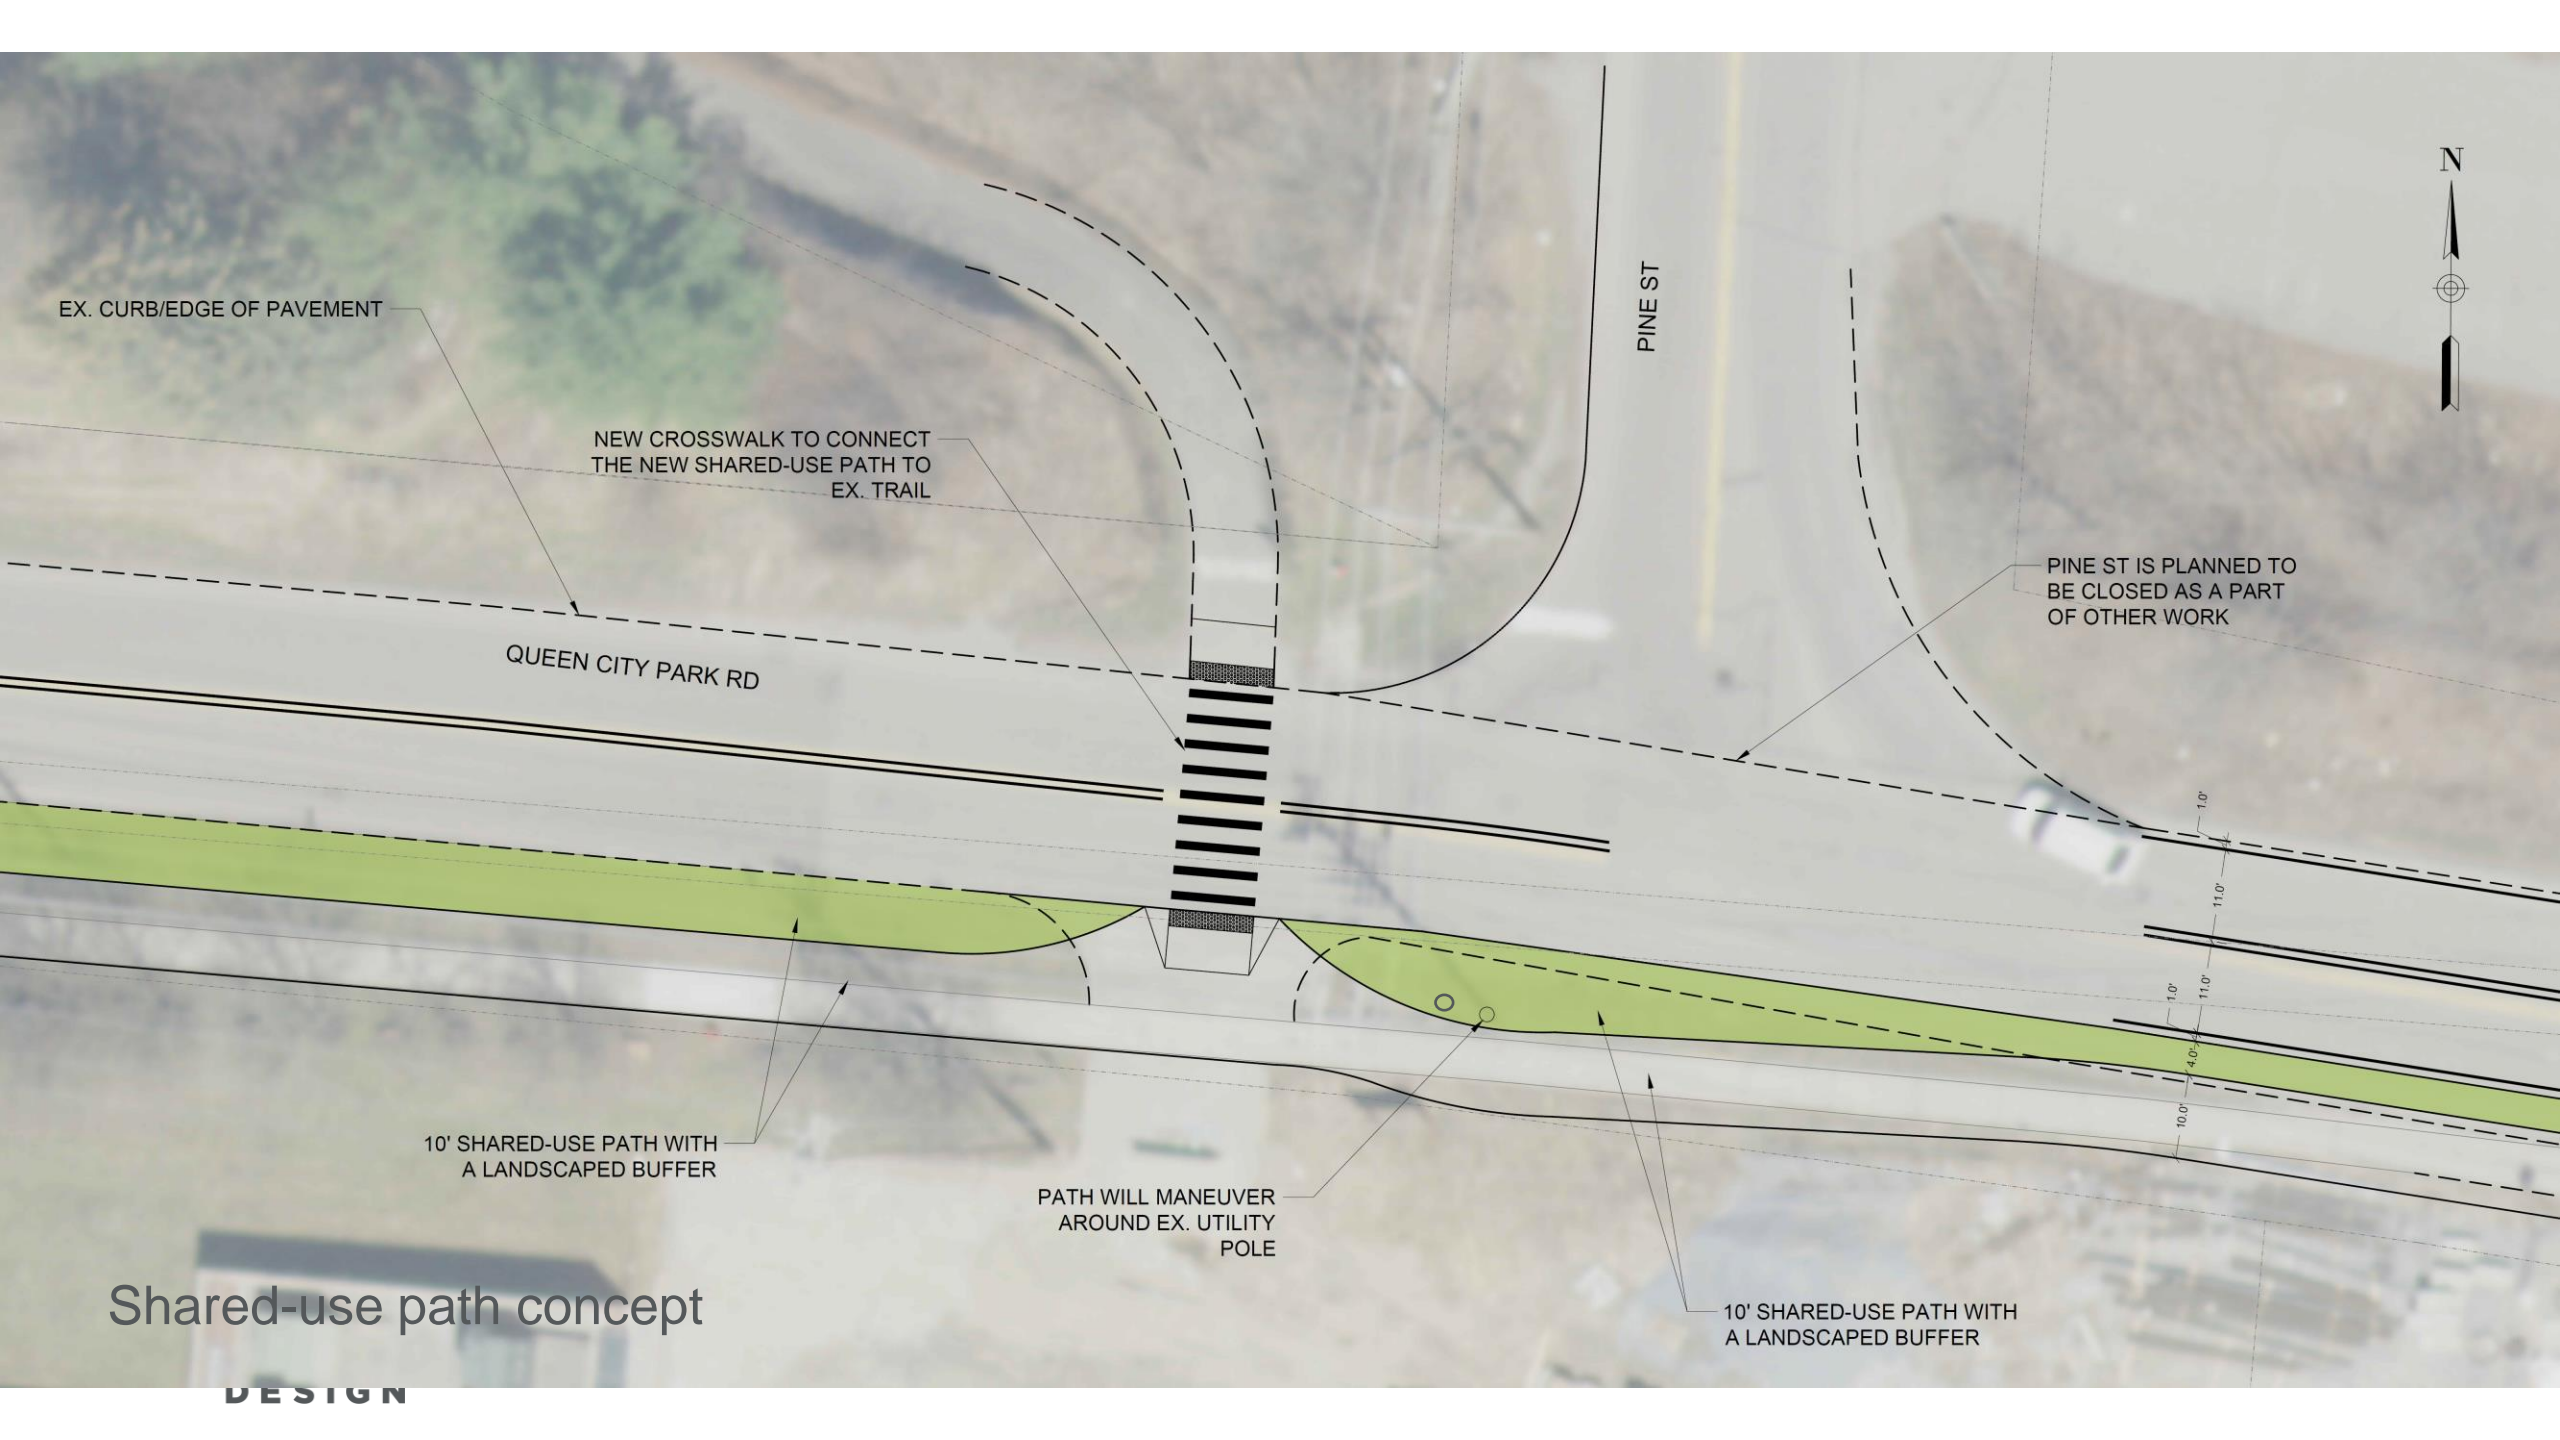 N
EX. CURB/EDGE OF PAVEMENT
PINE ST
NEW CROSSWALK TO CONNECT
THE NEW SHARED-USE PATH TO
EX. TRAIL
PINE ST IS PLANNED TO
BE CLOSED AS A PART
OF OTHER WORK
QUEEN CITY PARK RD
1.0'
11.0'
11.0'
1.0'
4.0'
10.0'
10' SHARED-USE PATH WITH
A LANDSCAPED BUFFER
PATH WILL MANEUVER
AROUND EX. UTILITY
POLE
10' SHARED-USE PATH WITH
A LANDSCAPED BUFFER
Shared-use path concept
DESIGN